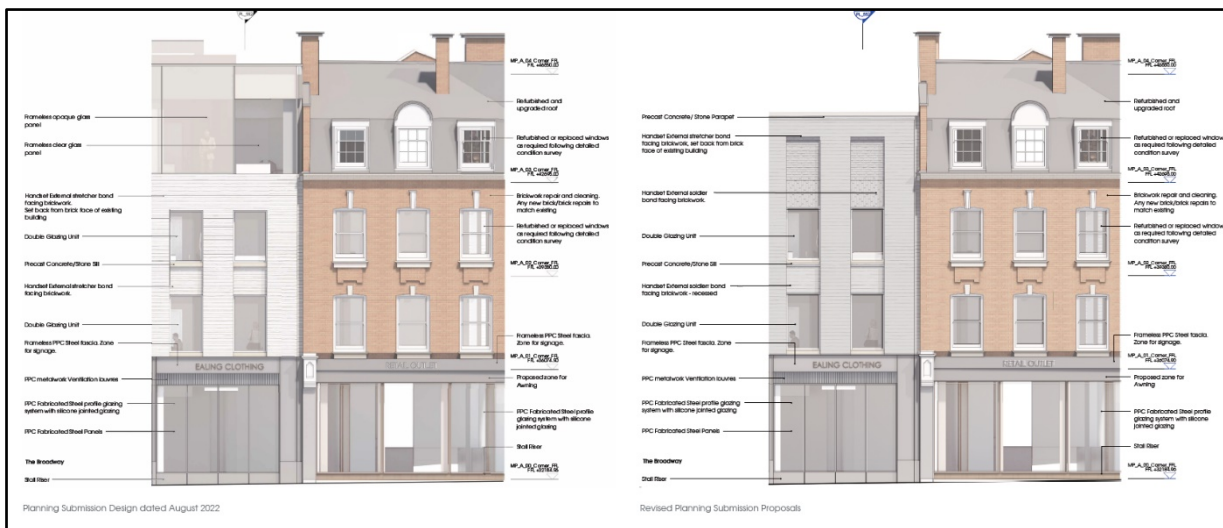 Frameless opaque glass
panel
Frameless clear glass
panel
Handset External stretcher bond
facing brickwork.
Set back from brick face of existing
building
Double Glazing Unit
Precast Concrete/Stone Sill
Handset External stretcher bond
facing brickwork.
Double Glazing Unit
Frameless PPC Steel fascia. Zone
for signage.
PPC metalwork Ventilation louvres
PPC Fabricated Steel profile glazing
system with silicone jointed glazing
PPC Fabricated Steel Panels
The Broadway
Stall Riser
EALING CLOTHING
RETAIL OUTLET
MP_A_04_Corner_FFL
Refurbished and
upgraded roof
Refurbished or replaced windows
as required following detailed
condition survey
MP_A_03_Corner_FFL
Brickwork repair and cleaning.
Any new brick/brick repairs to
match existing
Refurbished or replaced windows
as required following detailed
condition survey
MP_A_02_Corner_FFL
Frameless PPC Steel fascia.
Zone for signage.
MP_A_01_Corner_FFL
Proposed zone for
Awning
PPC Fabricated Steel profile
glazing system with silicone
jointed glazing
Stall Riser
MP_A_00_Corner_FFL
Planning Submission Design dated August 2022
Precast Concrete/ Stone Parapet
Handset External stretcher bond
facing brickwork, set back from brick
face of existing building
Handset External soldier
bond facing brickwork.
Double Glazing Unit
Precast Concrete/Stone Sill
Handset External soldier bond
facing brickwork - recessed
Double Glazing Unit
Frameless PPC Steel fascia. Zone
for signage.
PPC metalwork Ventilation louvres
PPC Fabricated Steel profile glazing
system with silicone jointed glazing
PPC Fabricated Steel Panels
The Broadway
Stall Riser
EALING CLOTHING
RETAIL OUTLET
MP_A_04_Corner_FFL
Refurbished and
upgraded roof
Refurbished or replaced windows
as required following detailed
condition survey
MP_A_03_Corner_FFL
Brickwork repair and cleaning.
Any new brick/brick repairs to
match existing
Refurbished or replaced windows
as required following detailed
condition survey
MP_A_02_Corner_FFL
Frameless PPC Steel fascia.
Zone for signage.
MP_A_01_Corner_FFL
Proposed zone for
Awning
PPC Fabricated Steel profile
glazing system with silicone
jointed glazing
Stall Riser
MP_A_00_Corner_FFL
Revised Planning Submission Proposals